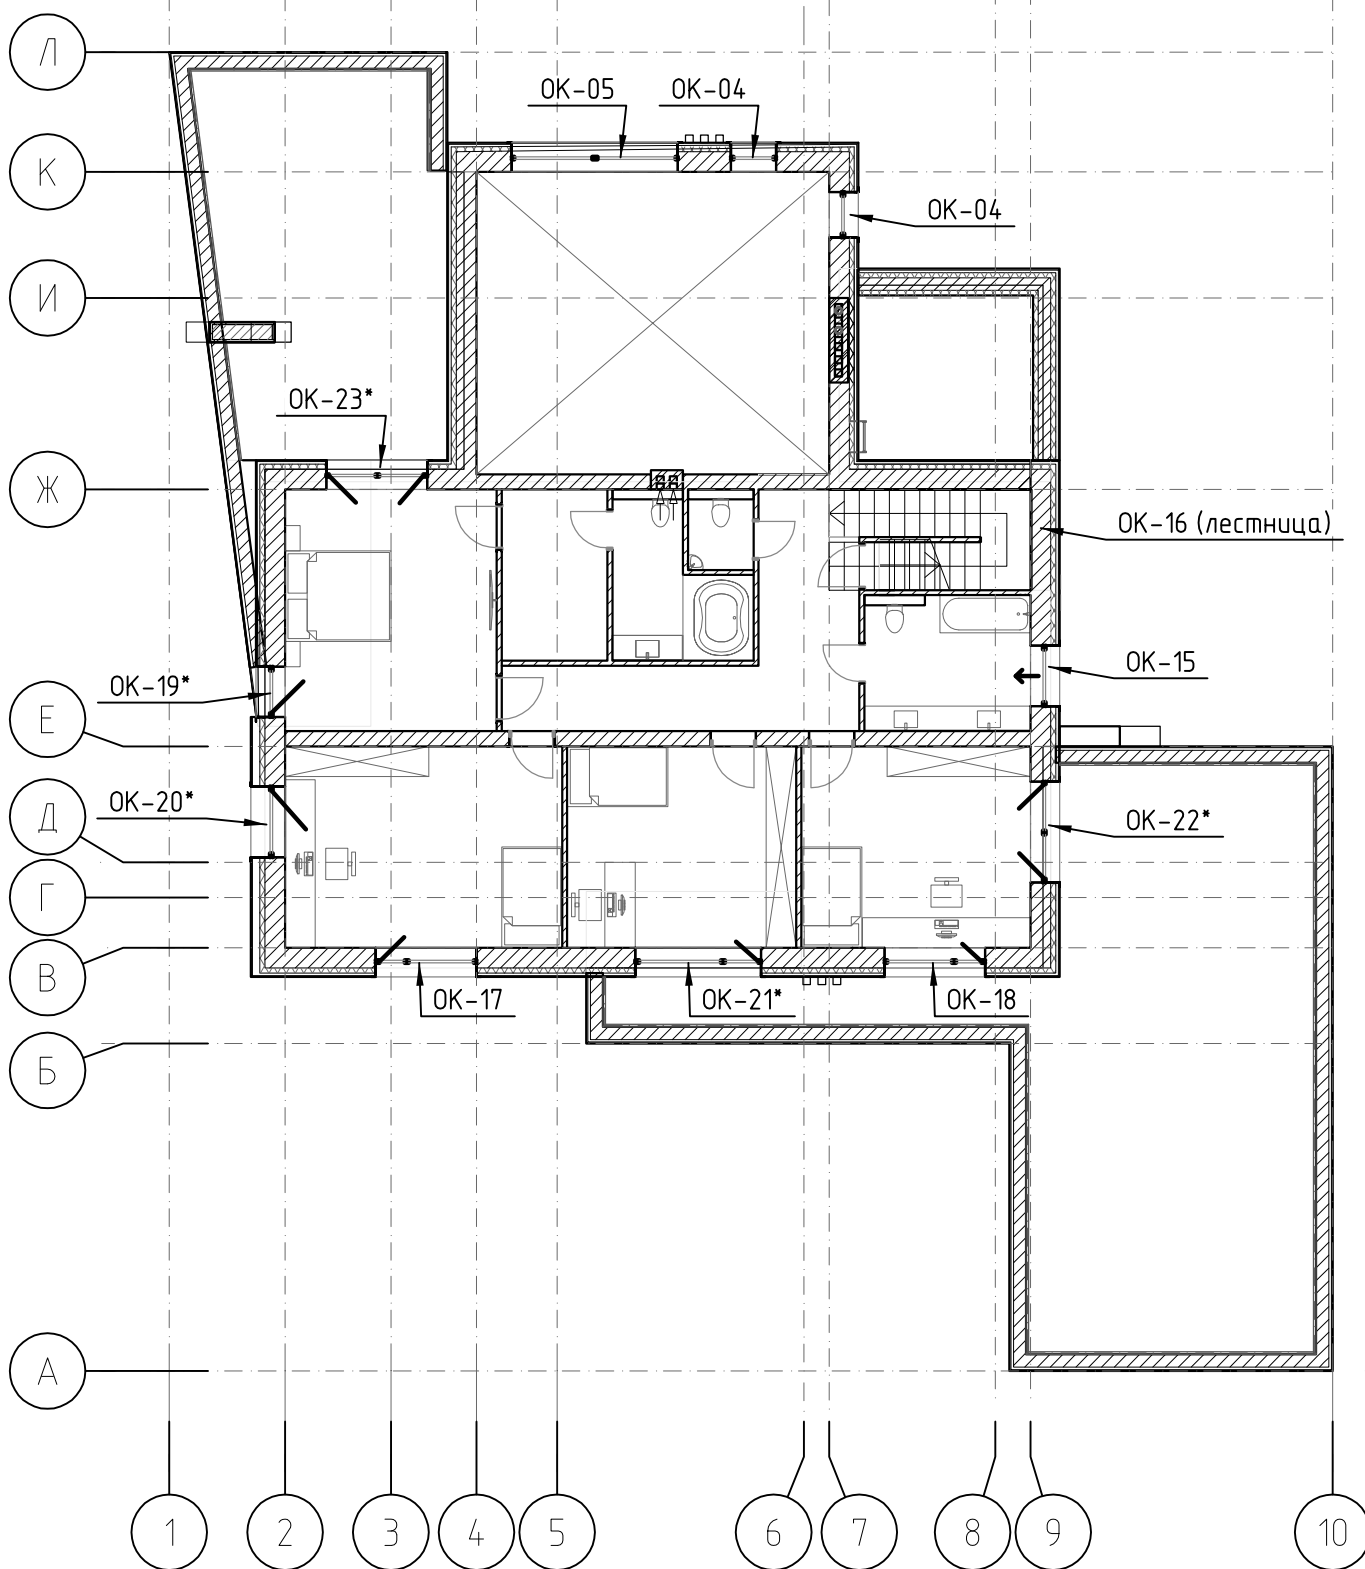 Л
ОК-05
ОК-04
К
ОК-04
И
ОК-23*
Ж
ОК-16 (лестница)
ОК-15
ОК-19*
Е
ОК-20*
Д
ОК-22*
Г
В
ОК-17
ОК-21*
ОК-18
Б
А
1
2
3
4
5
6
7
8
9
10